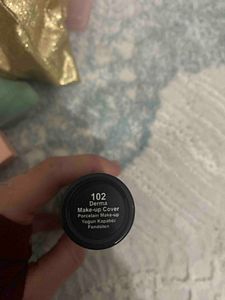 102
Derma
Make-up Cover
Porcelain Make-up
Yoğun Kapatıcı
Fondöten